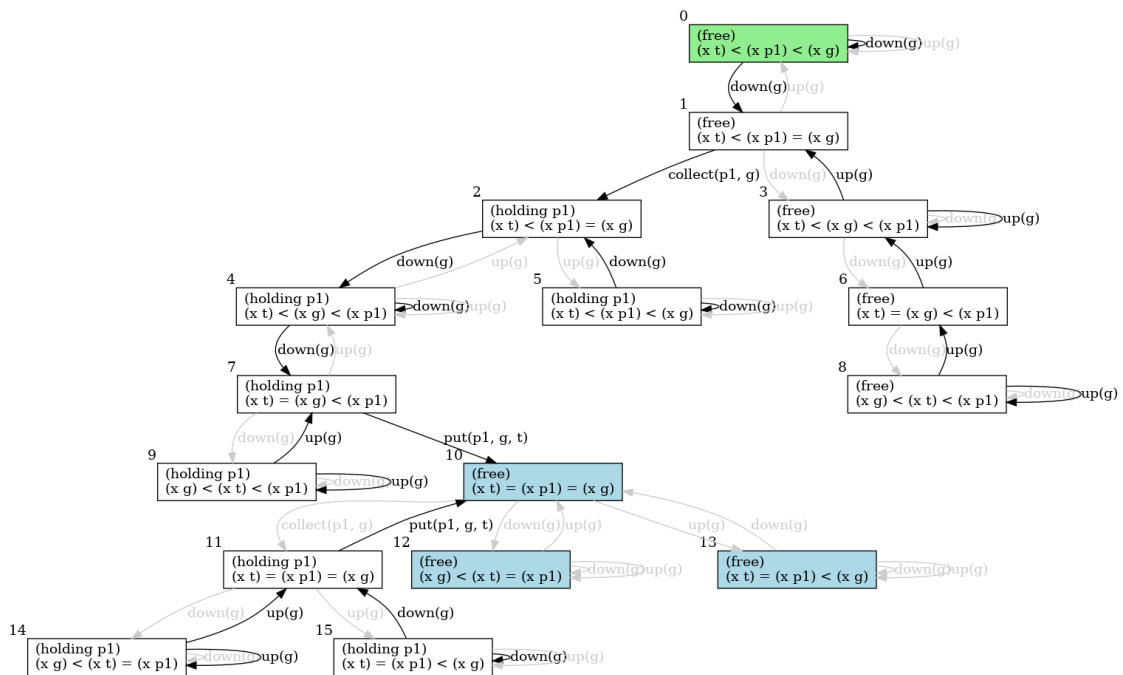 0
(free)
(x t) < (x p1) < (x g)
down(g)
up(g)
down(g)
up(g)
1
(free)
(x t) < (x p1) = (x g)
collect(p1, g)
down(g)
up(g)
2
(holding p1)
(x t) < (x p1) = (x g)
3
(free)
(x t) < (x g) < (x p1)
down(g)
up(g)
down(g)
up(g)
up(g)
down(g)
down(g)
up(g)
4
(holding p1)
(x t) < (x g) < (x p1)
down(g)
up(g)
5
(holding p1)
(x t) < (x p1) < (x g)
down(g)
up(g)
6
(free)
(x t) = (x g) < (x p1)
down(g)
up(g)
down(g)
up(g)
7
(holding p1)
(x t) = (x g) < (x p1)
8
(free)
(x g) < (x t) < (x p1)
down(g)
up(g)
down(g)
up(g)
put(p1, g, t)
9
(holding p1)
(x g) < (x t) < (x p1)
down(g)
up(g)
10
(free)
(x t) = (x p1) = (x g)
collect(p1, g)
put(p1, g, t)
down(g)
up(g)
up(g)
down(g)
11
(holding p1)
(x t) = (x p1) = (x g)
12
(free)
(x g) < (x t) = (x p1)
down(g)
up(g)
13
(free)
(x t) = (x p1) < (x g)
down(g)
up(g)
down(g)
up(g)
up(g)
down(g)
14
(holding p1)
(x g) < (x t) = (x p1)
down(g)
up(g)
15
(holding p1)
(x t) = (x p1) < (x g)
down(g)
up(g)